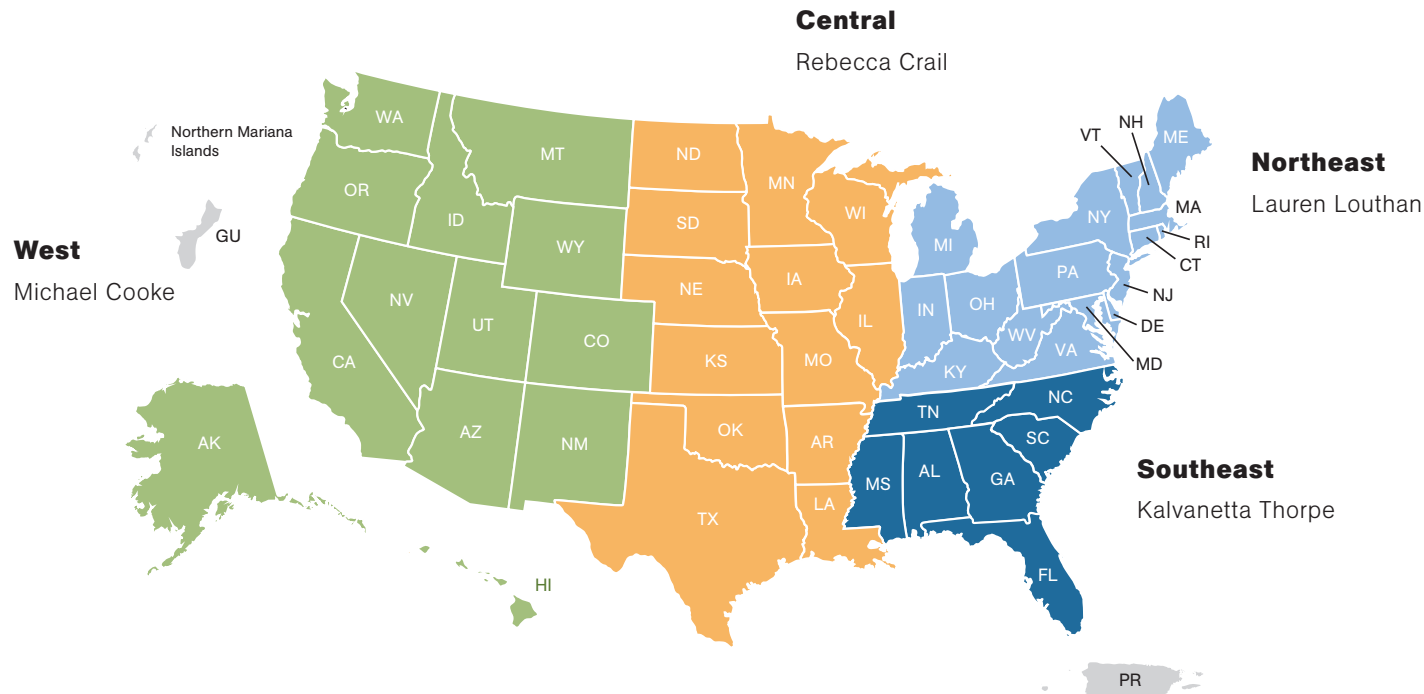 Central
Rebecca Crail
Northeast
Lauren Louthan
West
Michael Cooke
Southeast
Kalvanetta Thorpe
Northern Mariana
Islands
GU
WA
OR
ID
MT
WY
NV
UT
CO
CA
AZ
NM
AK
HI
ND
SD
NE
KS
OK
TX
MN
IA
MO
AR
LA
WI
IL
MI
IN
OH
KY
WV
VA
PA
NY
VT
NH
ME
MA
RI
CT
NJ
DE
MD
TN
NC
SC
MS
AL
GA
FL
PR